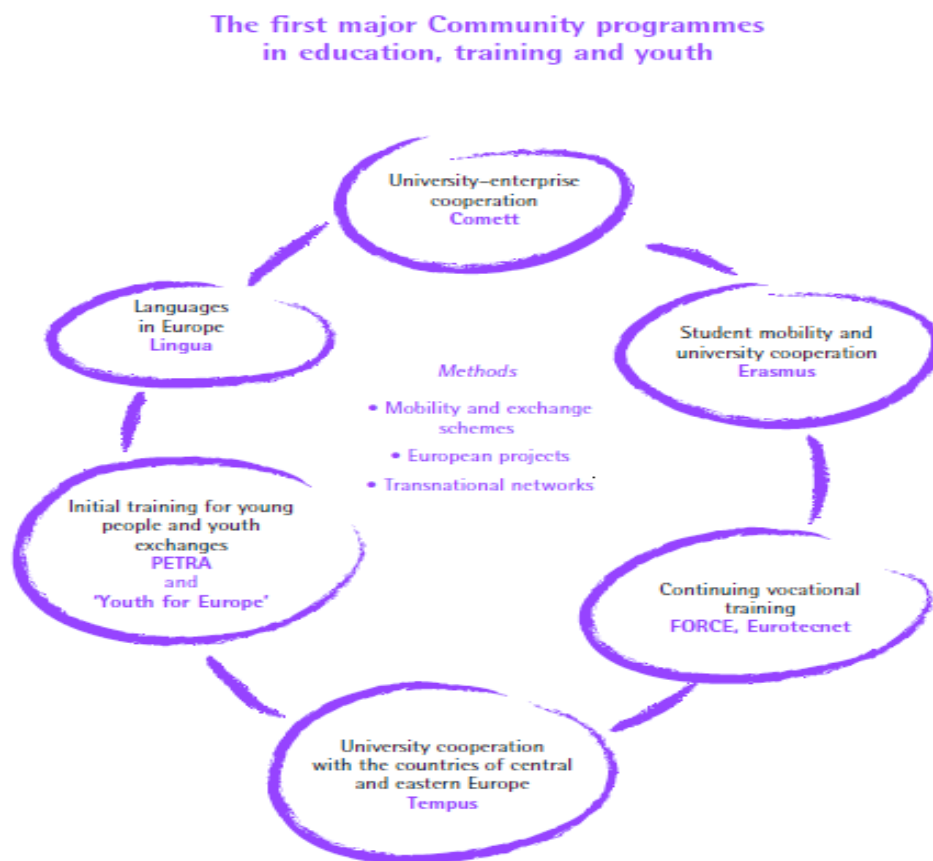 The first major Community programmes
in education, training and youth
University–enterprise
cooperation
Comett
Languages
in Europe
Lingua
Student mobility and
university cooperation
Erasmus
Methods
• Mobility and exchange
schemes
• European projects
• Transnational networks
Initial training for young
people and youth
exchanges
PETRA
and
'Youth for Europe'
Continuing vocational
training
FORCE, Eurotecnet
University cooperation
with the countries of central
and eastern Europe
Tempus